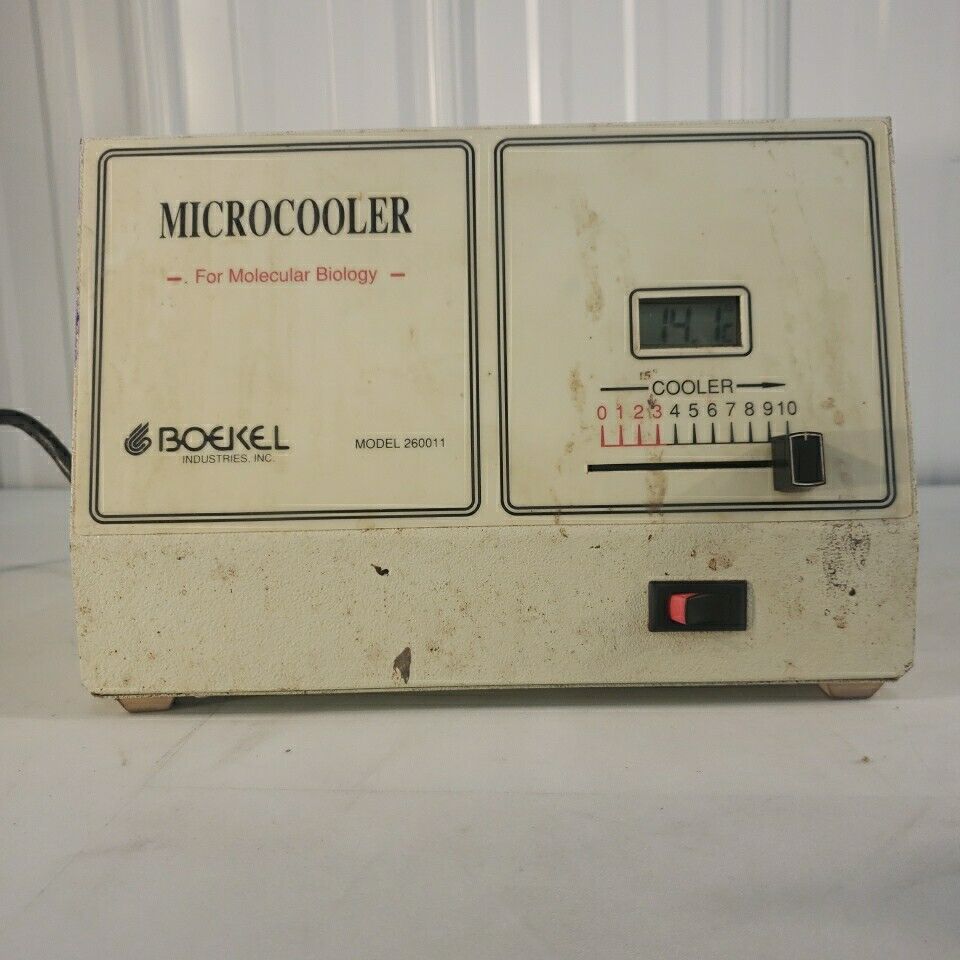 MICROCOOLER
For Molecular Biology
BOEKEL
INDUSTRIES, INC.
MODEL 260011
14.1c
15°
COOLER
0 1 2 3 4 5 6 7 8 9 10